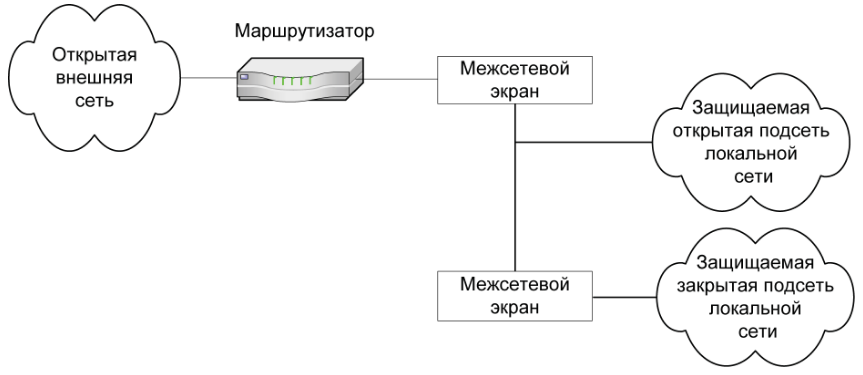 Открытая
внешняя
сеть
Маршрутизатор
Межсетевой
экран
Защищаемая
открытая подсеть
локальной
сети
Межсетевой
экран
Защищаемая
закрытая подсеть
локальной
сети